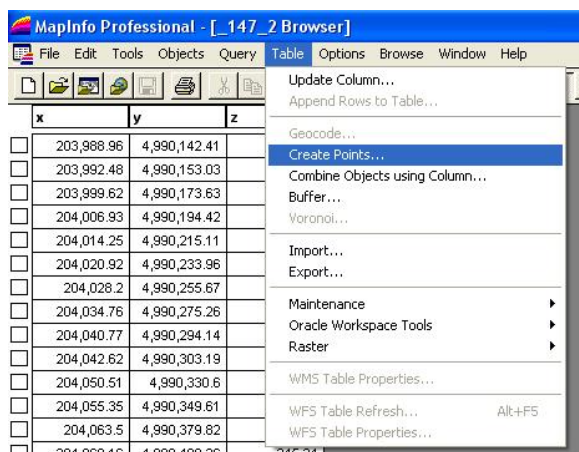 MapInfo Professional - [_147_2 Browser]
File Edit Tools Objects Query Table Options Browse Window Help
x y z
203,988.96 4,990,142.41
203,992.48 4,990,153.03
203,999.62 4,990,173.63
204,006.93 4,990,194.42
204,014.25 4,990,215.11
204,020.92 4,990,233.96
204,028.2 4,990,255.67
204,034.76 4,990,275.26
204,040.77 4,990,294.14
204,042.62 4,990,303.19
204,050.51 4,990,330.6
204,055.35 4,990,349.61
204,063.5 4,990,379.82
Update Column...
Append Rows to Table...
Geocode...
Create Points...
Combine Objects using Column...
Buffer...
Voronoi...
Import...
Export...
Maintenance
Oracle Workspace Tools
Raster
WMS Table Properties...
WFS Table Refresh... Alt+F5
WFS Table Properties...